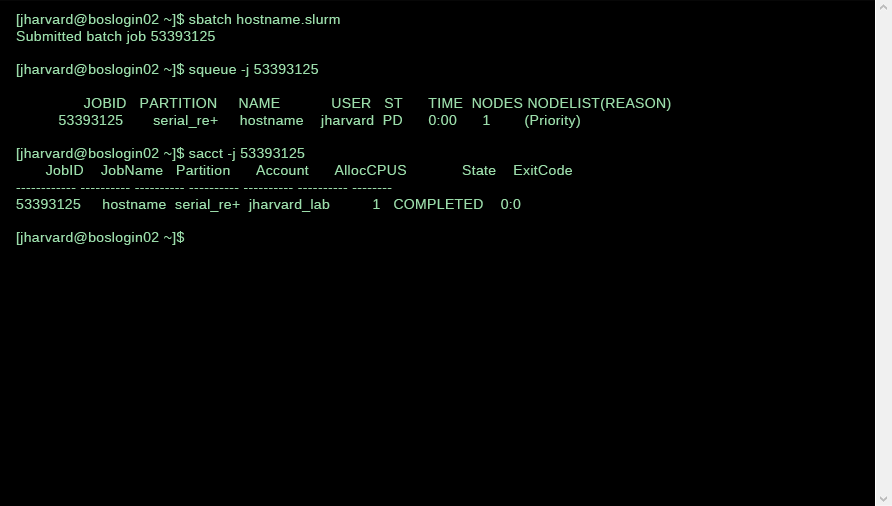 [jharvard@boslogin02 ~]$ sbatch hostname.slurm
Submitted batch job 53393125
[jharvard@boslogin02 ~]$ squeue -j 53393125
JOBID PARTITION NAME USER ST TIME NODES NODELIST(REASON)
53393125 serial_re+ hostname jharvard PD 0:00 1 (Priority)
[jharvard@boslogin02 ~]$ sacct -j 53393125
JobID JobName Partition Account AllocCPUS State ExitCode
------------ ---------- ---------- ---------- ---------- ---------- --------
53393125 hostname serial_re+ jharvard_lab 1 COMPLETED 0:0
[jharvard@boslogin02 ~]$